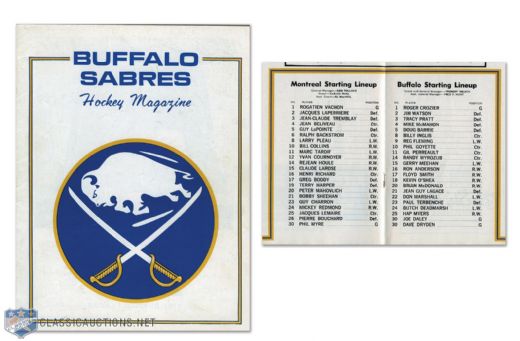 BUFFALO
SABRES
Hockey Magazine
Montreal Starting Lineup
1 ROGATIEN VACHON G
2 JACQUES LAPERRIERE Def.
3 JEAN-CLAUDE TREMBLAY Def.
4 JEAN BELIVEAU Ctr.
5 GUY LaPOINTE Def.
6 RALPH BACKSTROM Ctr.
8 LARRY PLEAU L.W.
10 BILL COLLINS R.W.
11 MARC TARDIF L.W.
12 YVAN COURNOYER R.W.
14 REJEAN HOULE R.W.
15 CLAUDE LAROSE R.W.
16 HENRI RICHARD Ctr.
17 GREG BODDY Def.
19 TERRY HARPER Def.
20 PETER MAHOVLICH L.W.
21 BOBBY SHEEHAN Ctr.
23 GUY CHARRON L.W.
24 MICKEY REDMOND R.W.
25 JACQUES LEMAIRE Ctr.
26 PIERRE BOUCHARD Def.
30 PHIL MYRE G
Buffalo Starting Lineup
1 ROGER CROZIER G
2 JIM WATSON Def.
3 TRACY PRATT Def.
4 MIKE McMAHON Def.
5 DOUG BARRIE Def.
8 BILLY INGLIS Ctr.
9 REG FLEMING L.W.
10 PHIL GOYETTE Ctr.
11 GIL PERREAULT Ctr.
14 RANDY WYROZUB Ctr.
15 GERRY MEEHAN L.W.
16 RON ANDERSON R.W.
17 FLOYD SMITH R.W.
18 KEVIN O'SHEA R.W.
20 BRIAN McDONALD R.W.
21 JEAN GUY LAGACE Def.
22 DON MARSHALL L.W.
23 PAUL TERBENCHE Def.
24 BUTCH DEADMARSH L.W.
25 HAP MYERS R.W.
30 JOE DALEY G
30 DAVE DRYDEN G
CLASSICAUCTIONS.NET